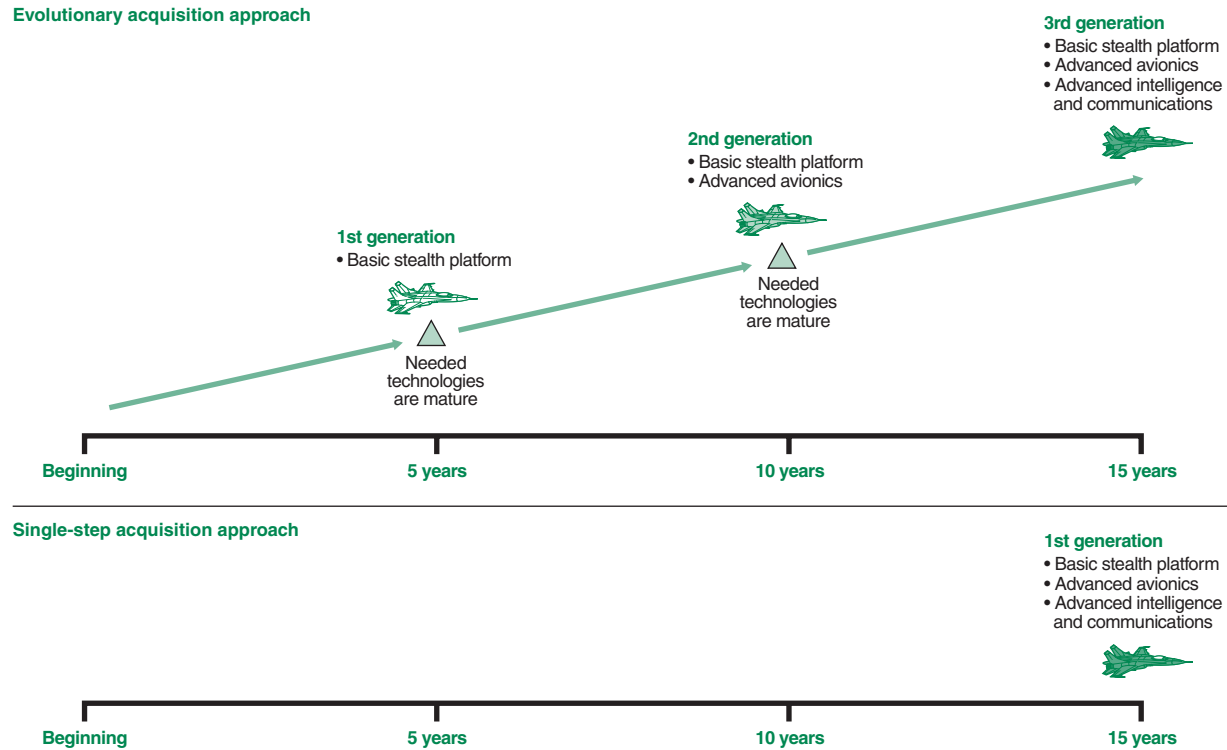 Evolutionary acquisition approach
3rd generation
• Basic stealth platform
• Advanced avionics
• Advanced intelligence
and communications
2nd generation
• Basic stealth platform
• Advanced avionics
1st generation
• Basic stealth platform
Needed
technologies
are mature
Needed
technologies
are mature
Beginning
5 years
10 years
15 years
Single-step acquisition approach
1st generation
• Basic stealth platform
• Advanced avionics
• Advanced intelligence
and communications
Beginning
5 years
10 years
15 years